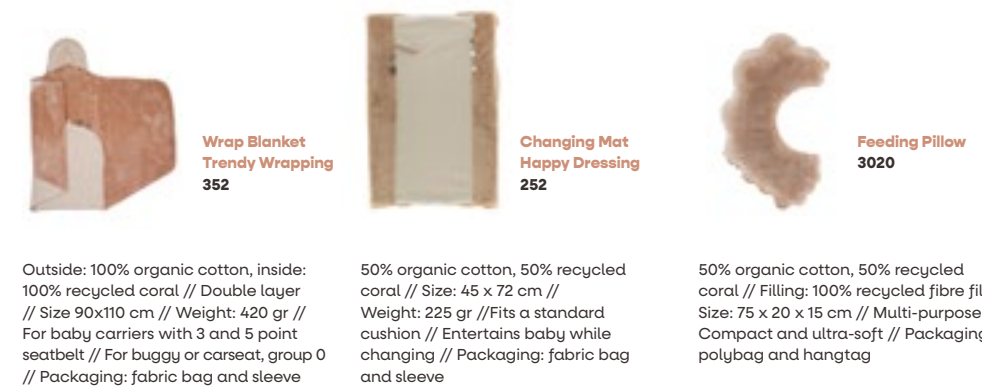 Wrap Blanket
Trendy Wrapping
352
Outside: 100% organic cotton, inside:
100% recycled coral // Double layer
// Size 90x110 cm // Weight: 420 gr //
For baby carriers with 3 and 5 point
seatbelt // For buggy or carseat, group 0
// Packaging: fabric bag and sleeve
Changing Mat
Happy Dressing
252
50% organic cotton, 50% recycled
coral // Size: 45 x 72 cm //
Weight: 225 gr //Fits a standard
cushion // Entertains baby while
changing // Packaging: fabric bag
and sleeve
Feeding Pillow
3020
50% organic cotton, 50% recycled
coral // Filling: 100% recycled fibre
Size: 75 x 20 x 15 cm // Multi-purpose
Compact and ultra-soft //
polybag and hangtag